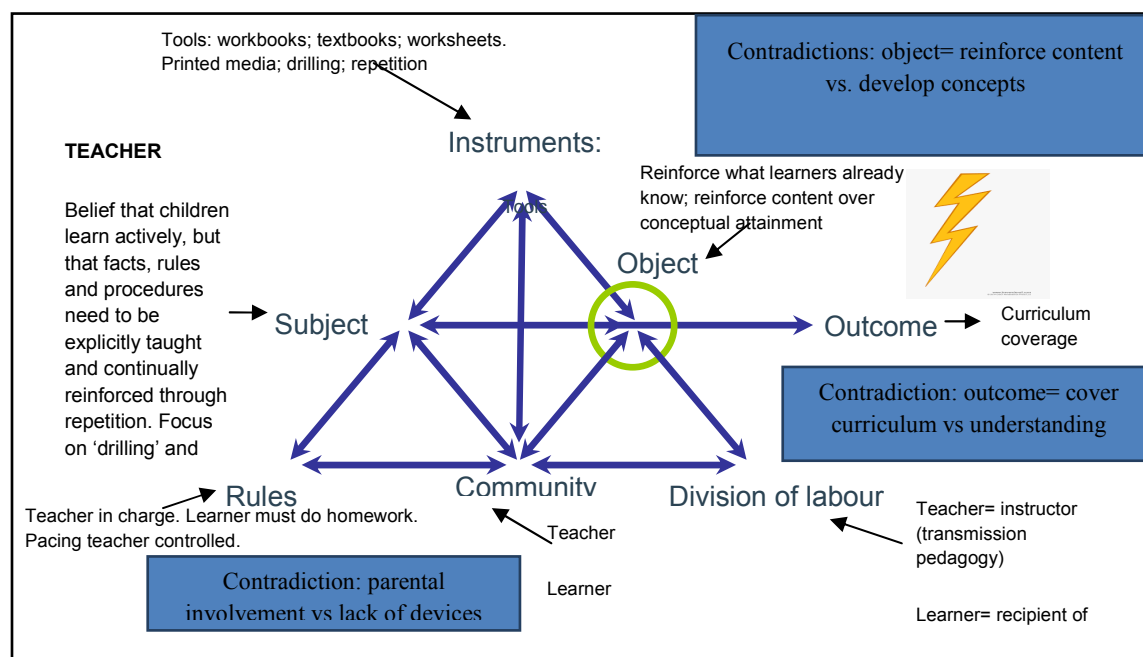 Tools: workbooks; textbooks; worksheets.
Printed media; drilling; repetition
Contradictions: object= reinforce content
vs. develop concepts
Instruments:
Tools
TEACHER
Belief that children
learn actively, but
that facts, rules
and procedures
need to be
explicitly taught
and continually
reinforced through
repetition. Focus
on ‘drilling’ and
Reinforce what learners already
know; reinforce content over
conceptual attainment
Object
Subject
Outcome
Curriculum
coverage
Contradiction: outcome= cover
curriculum vs understanding
Rules
Community
Division of labour
Teacher in charge. Learner must do homework.
Pacing teacher controlled.
Teacher
Learner
Teacher= instructor
(transmission
pedagogy)
Learner= recipient of
Contradiction: parental
involvement vs lack of devices